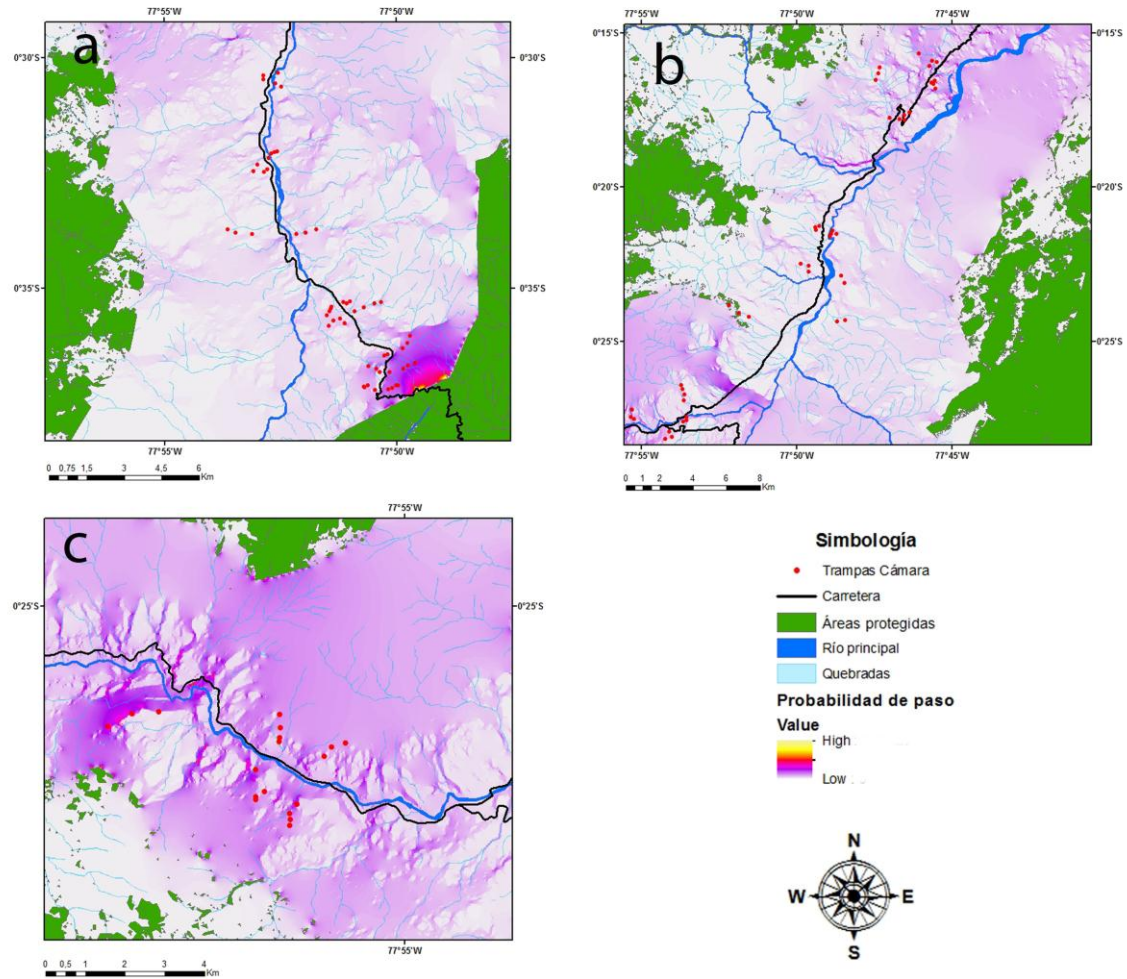 77°55'W
77°50'W
a
0°30'S
0°30'S
0°35'S
0°35'S
77°55'W
77°50'W
0 0.75 1.5 3 4.5 6
Km
77°55'W
77°50'W
77°45'W
b
0°15'S
0°15'S
0°20'S
0°20'S
0°25'S
0°25'S
77°55'W
77°50'W
77°45'W
0 1 2 4 6 8
Km
77°55'W
c
0°25'S
0°25'S
77°55'W
0 0.5 1 2 3 4
Km
Simbología
Trampas Cámara
Carretera
Áreas protegidas
Río principal
Quebradas
Probabilidad de paso
Value
High
Low
N
W
E
S